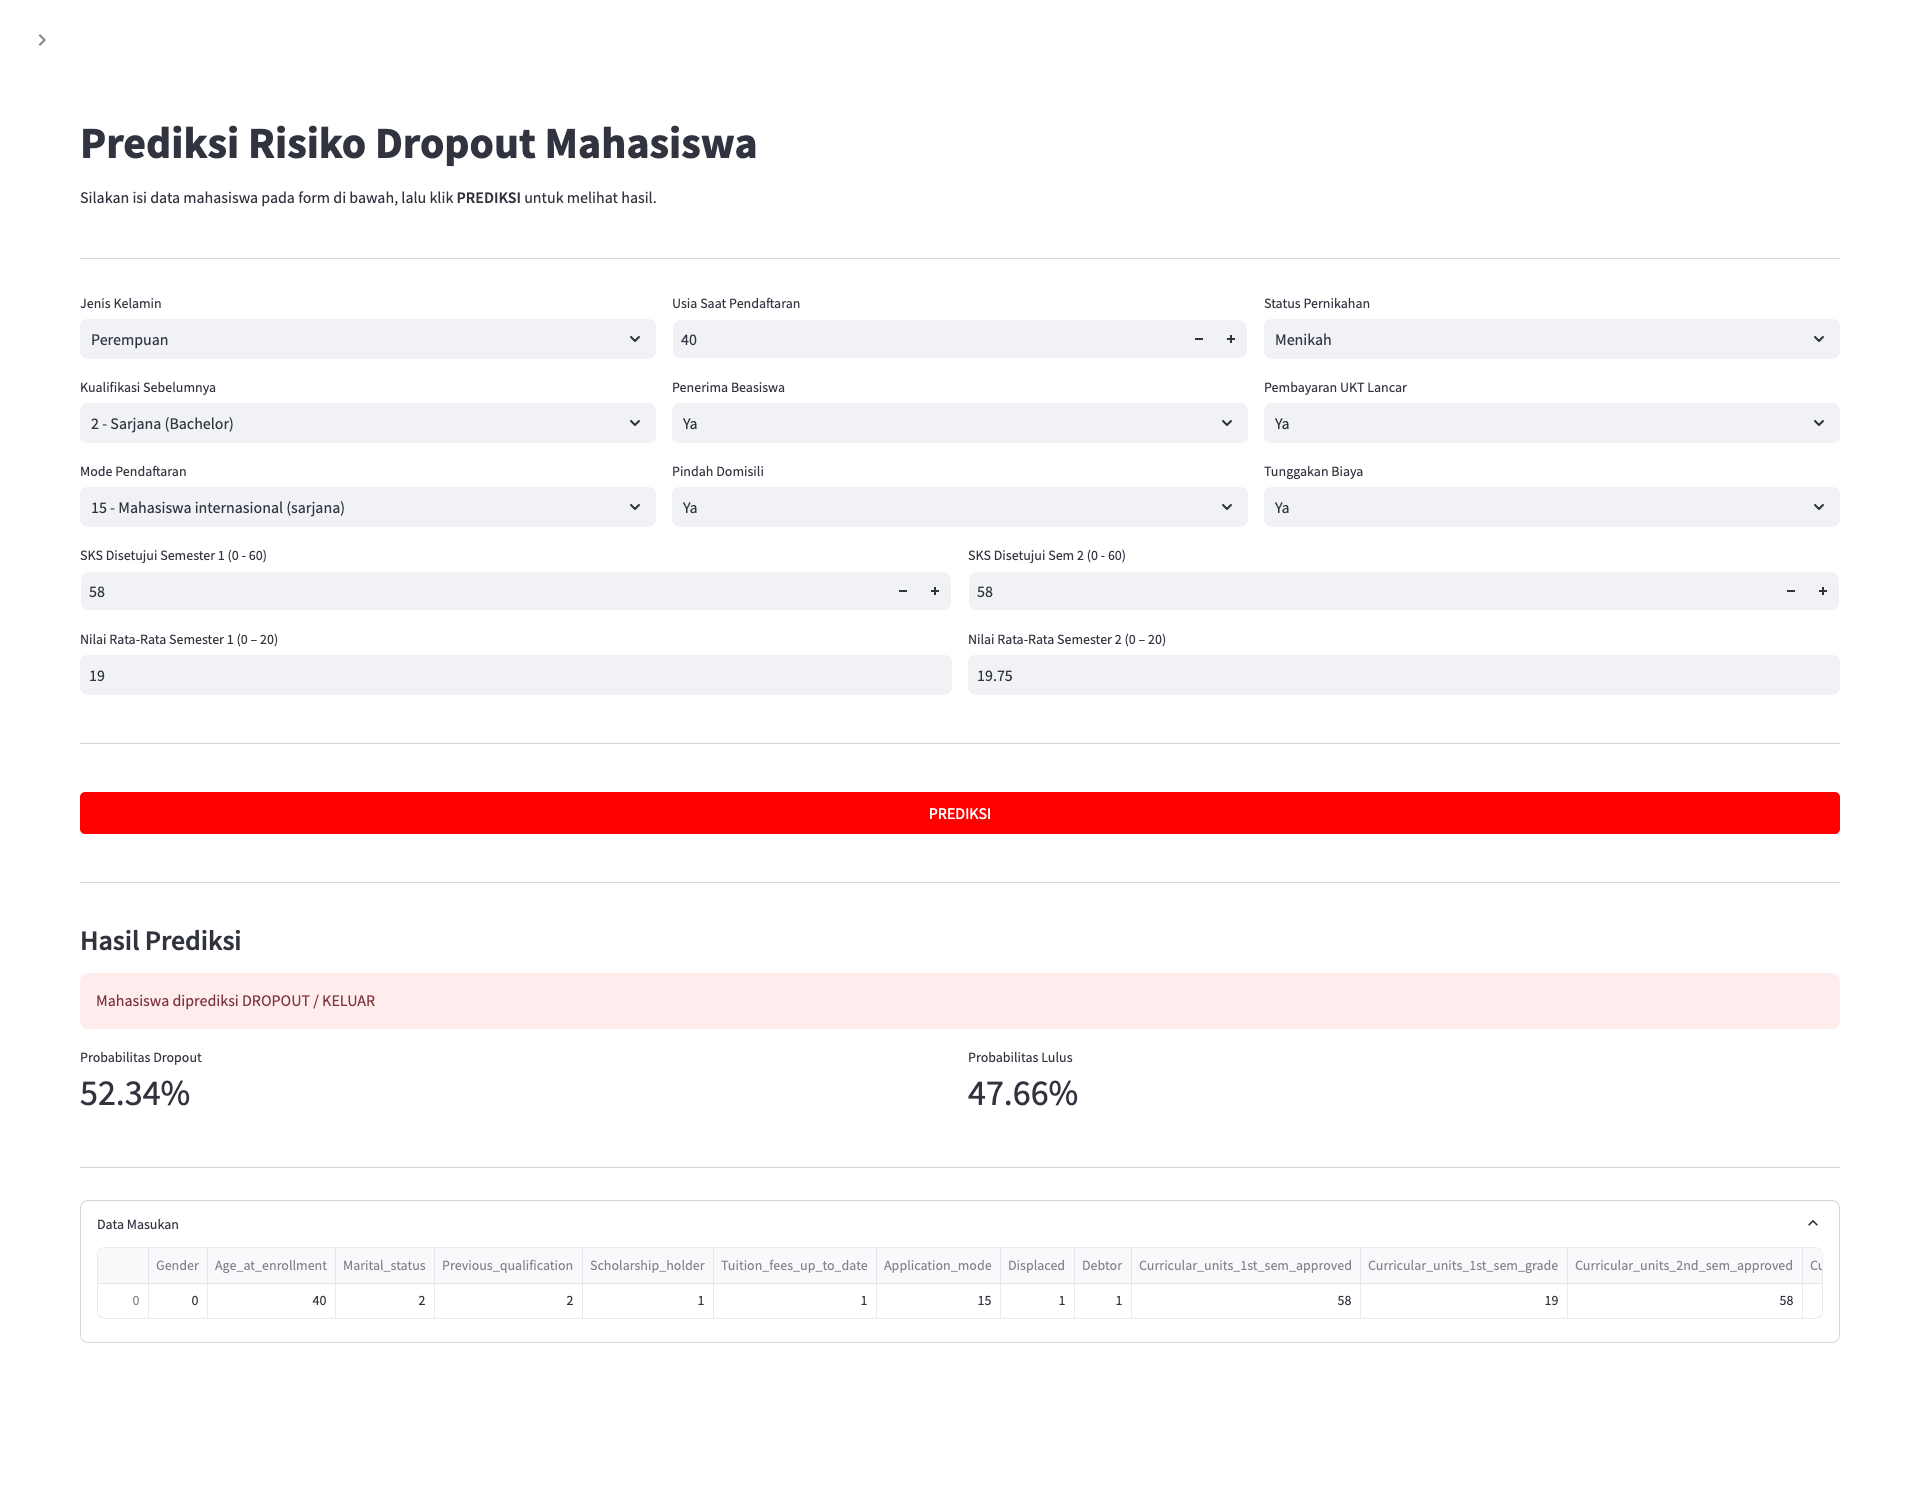 Prediksi Risiko Dropout Mahasiswa
Silakan isi data mahasiswa pada form di bawah, lalu klik PREDIKSI untuk melihat hasil.
Jenis Kelamin
Usia Saat Pendaftaran
Status Pernikahan
Perempuan
40
Menikah
Kualifikasi Sebelumnya
Penerima Beasiswa
Pembayaran UKT Lancar
2 - Sarjana (Bachelor)
Ya
Ya
Mode Pendaftaran
Pindah Domisili
Tunggakan Biaya
15 - Mahasiswa internasional (sarjana)
Ya
Ya
SKS Disetujui Semester 1 (0 - 60)
SKS Disetujui Sem 2 (0 - 60)
58
58
Nilai Rata-Rata Semester 1 (0 – 20)
Nilai Rata-Rata Semester 2 (0 – 20)
19
19.75
PREDIKSI
Hasil Prediksi
Mahasiswa diprediksi DROPOUT / KELUAR
Probabilitas Dropout
Probabilitas Lulus
52.34%
47.66%
Data Masukan
Gender Age_at_enrollment Marital_status Previous_qualification Scholarship_holder Tuition_fees_up_to_date Application_mode Displaced Debtor Curricular_units_1st_sem_approved Curricular_units_1st_sem_grade Curricular_units_2nd_sem_approved
0 0 40 2 2 1 1 15 1 1 58 19 58